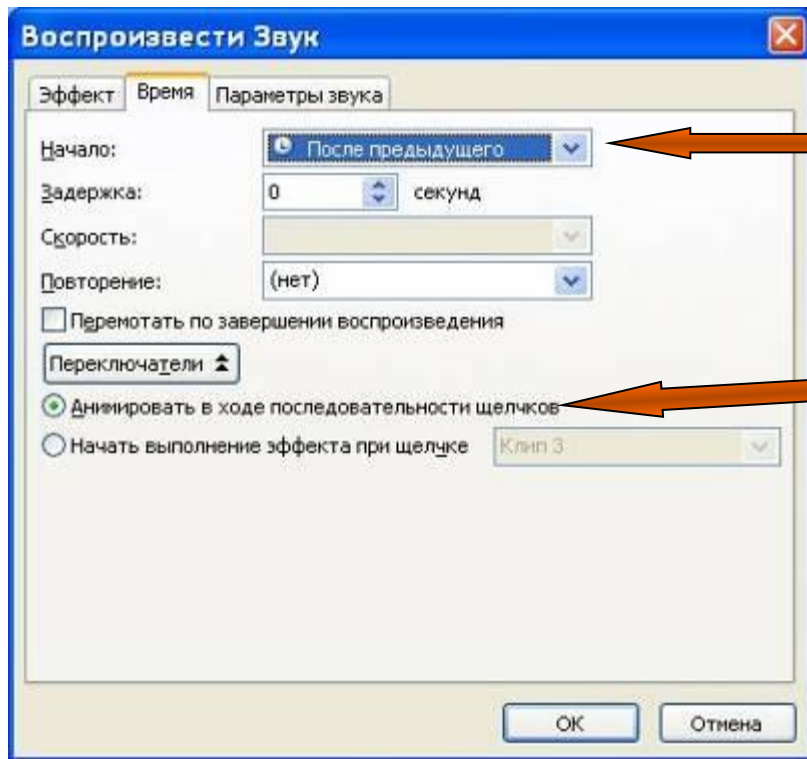 Воспроизвести Звук
Эффект Время Параметры звука
Начало: После предыдущего
Задержка: 0 секунд
Скорость:
Повторение: (нет)
Перемотать по завершении воспроизведения
Переключатели
Анимировать в ходе последовательности щелчков
Начать выполнение эффекта при щелчке Клип 3
ОК Отмена